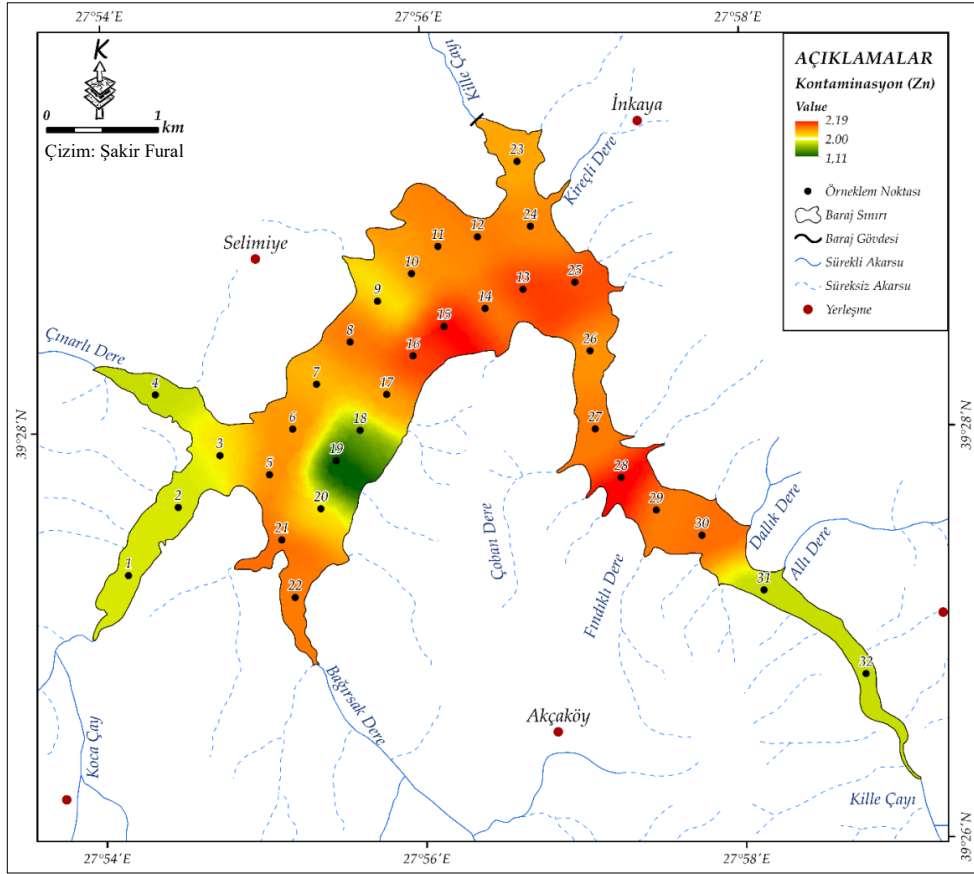 27°54'E
27°56'E
27°58'E
K
0 1
km
Çizim: Şakir Fural
AÇIKLAMALAR
Kontaminasyon (Zn)
Value
2.19
2.00
1,11
Örneklem Noktası
Baraj Sınırı
Baraj Gövdesi
Sürekli Akarsu
Süreksiz Akarsu
Yerleşme
Kille Çayı
İnkaya
Kireçli Dere
Selimiye
Çınarlı Dere
23
24
12
11
10
25
13
9
14
15
8
26
16
7
17
4
6
18
27
3
19
5
28
2
20
29
21
30
1
31
22
32
39°28'N
39°28'N
Çoban Dere
Fındıklı Dere
Dallık Dere
Allı Dere
Bağırsak Dere
Akçaköy
Koca Çay
Kille Çayı
39°26'N
27°54'E
27°56'E
27°58'E